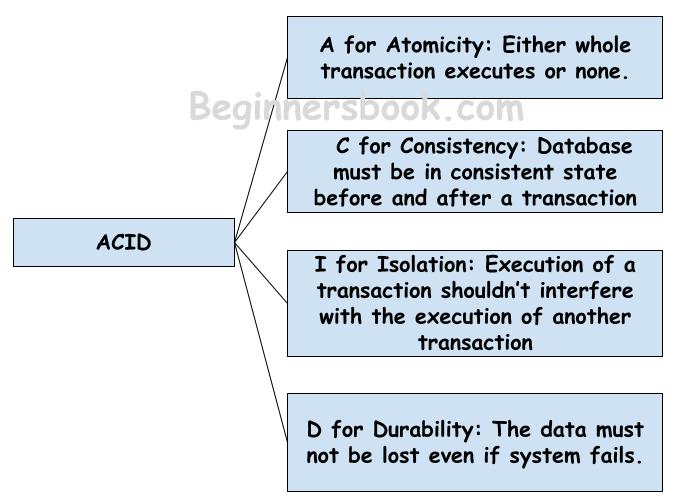 A for Atomicity: Either whole
transaction executes or none.
Beginnersbook.com
C for Consistency: Database
must be in consistent state
before and after a transaction
ACID
I for Isolation: Execution of a
transaction shouldn't interfere
with the execution of another
transaction
D for Durability: The data must
not be lost even if system fails.